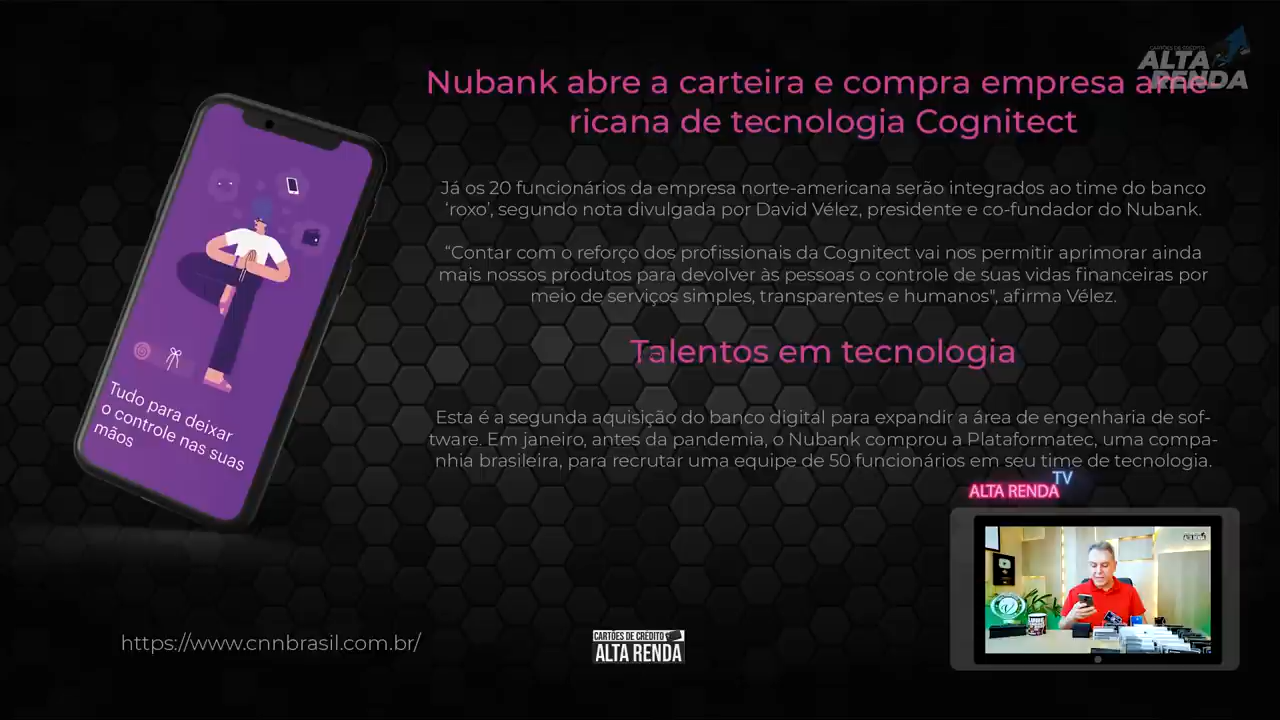 CARTÕES DE CRÉDITO
ALTA
RENDA
Nubank abre a carteira e compra empresa ame-
ricana de tecnologia Cognitect
Já os 20 funcionários da empresa norte-americana serão integrados ao time do banco
‘roxo’, segundo nota divulgada por David Vélez, presidente e co-fundador do Nubank.
“Contar com o reforço dos profissionais da Cognitect vai nos permitir aprimorar ainda
mais nossos produtos para devolver às pessoas o controle de suas vidas financeiras por
meio de serviços simples, transparentes e humanos", afirma Vélez.
Talentos em tecnologia
Esta é a segunda aquisição do banco digital para expandir a área de engenharia de sof-
tware. Em janeiro, antes da pandemia, o Nubank comprou a Plataformatec, uma compa-
nhia brasileira, para recrutar uma equipe de 50 funcionários em seu time de tecnologia.
Tudo para deixar
o controle nas suas
mãos
ALTA RENDA TV
https://www.cnnbrasil.com.br/
CARTÕES DE CRÉDITO
ALTA RENDA